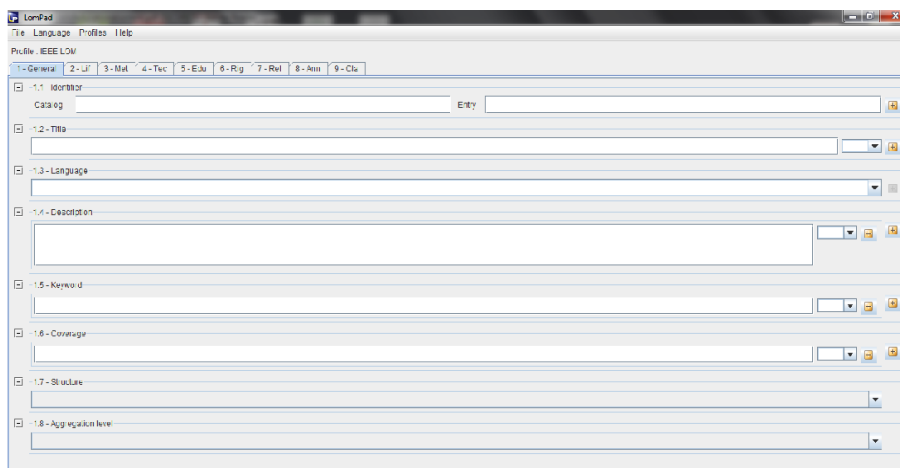 LomPad
File Language Profiles Help
Profile : IEEE LOM
1 - General 2 - Lif 3 - Met 4 - Tec 5 - Edu 6 - Rig 7 - Rel 8 - Ann 9 - Cla
1.1 - Identifier
Catalog Entry
1.2 - Title
1.3 - Language
1.4 - Description
1.5 - Keyword
1.6 - Coverage
1.7 - Structure
1.8 - Aggregation level